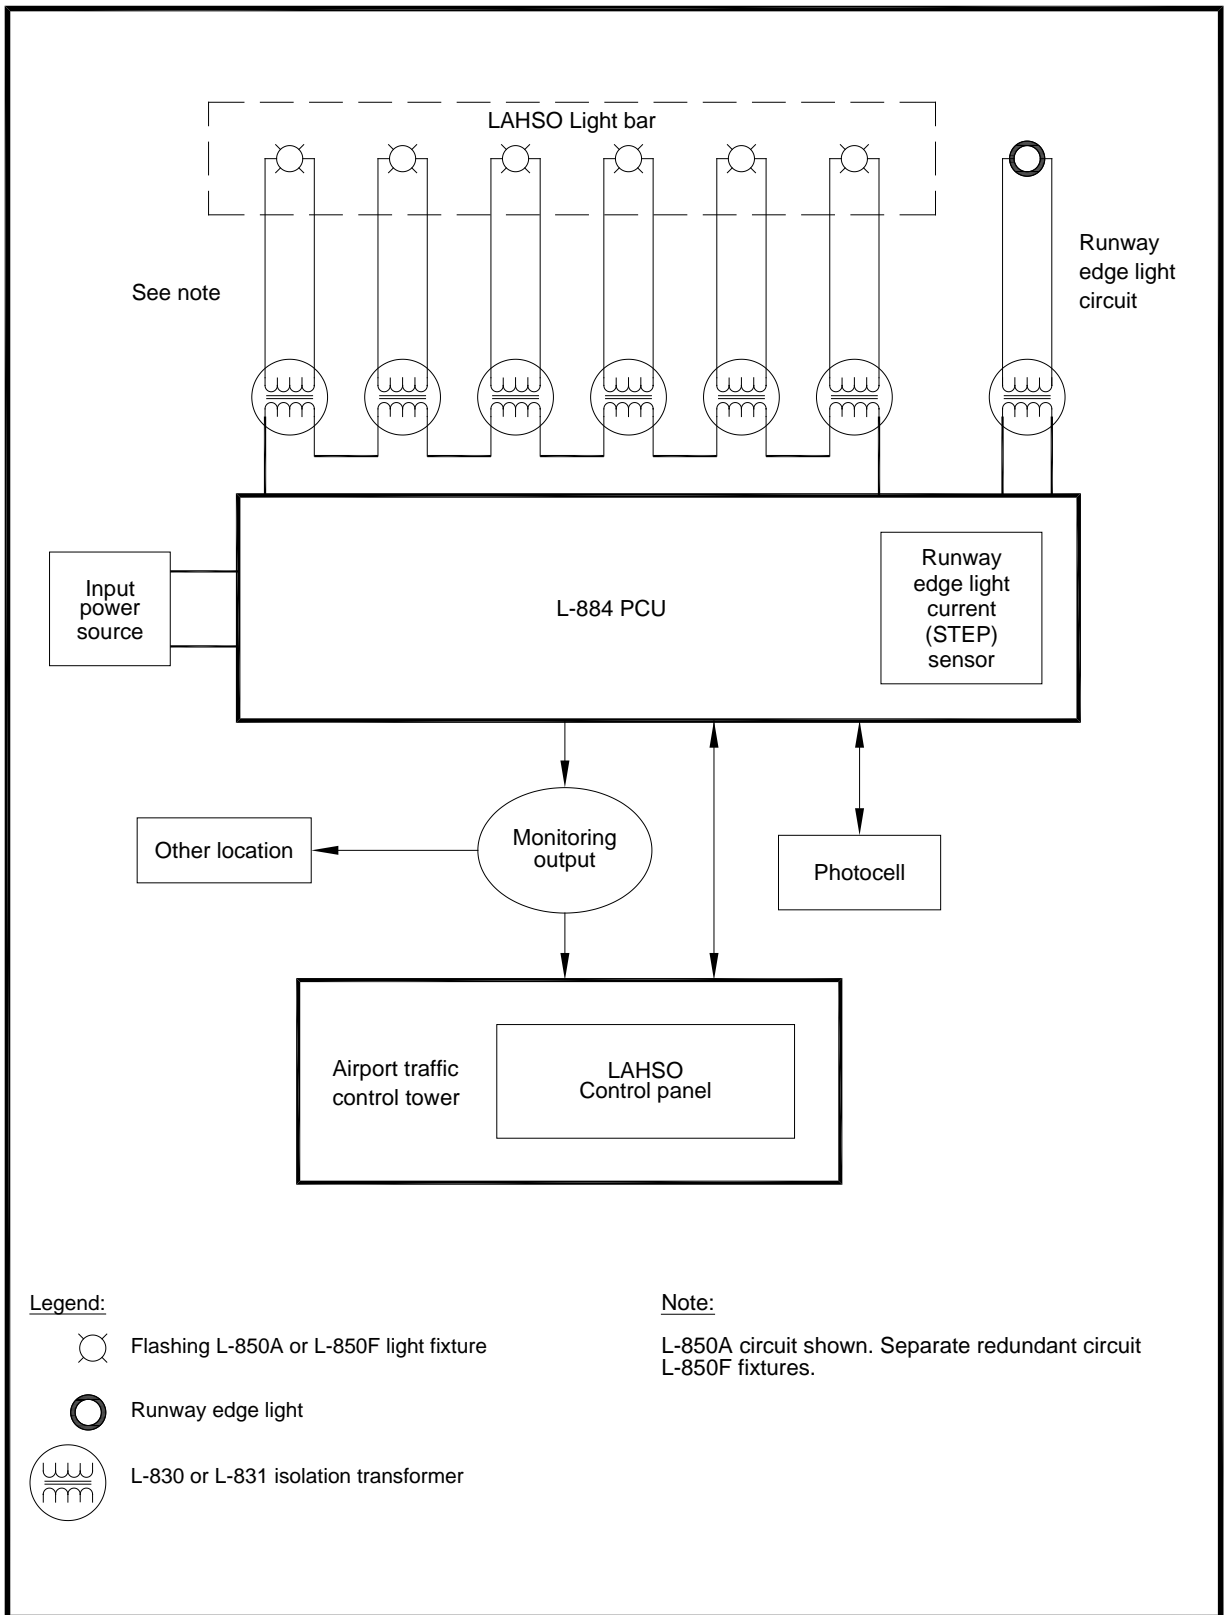 LAHSO Light bar
Runway
edge light
circuit
See note
Input
power
source
L-884 PCU
Runway
edge light
current
(STEP)
sensor
Other location
Monitoring
output
Photocell
Airport traffic
control tower
LAHSO
Control panel
Legend:
Flashing L-850A or L-850F light fixture
Runway edge light
L-830 or L-831 isolation transformer
Note:
L-850A circuit shown. Separate redundant circuit
L-850F fixtures.